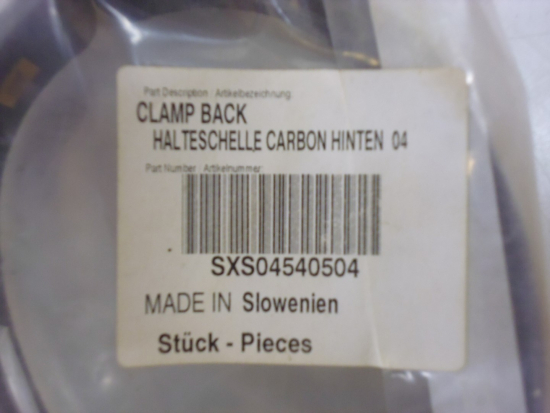 Part Description : Artikelbezeichnung
CLAMP BACK
HALTESCHELLE CARBON HINTEN 04
Part Number : Artikelnummer
SXS04540504
MADE IN Slowenien
Stück - Pieces